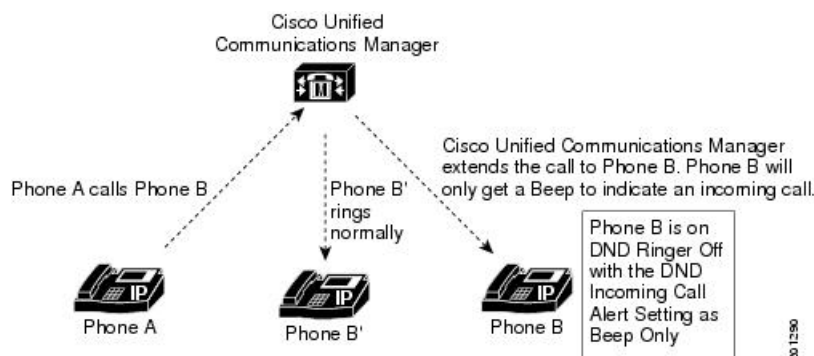 Cisco Unified
Communications Manager
M
Cisco Unified Communications Manager
extends the call to Phone B. Phone B will
only get a Beep to indicate an incoming call.
Phone A calls Phone B
Phone B'
rings
normally
Phone B is on
DND Ringer Off
with the DND
Incoming Call
Alert Setting as
Beep Only
IP
IP
IP
Phone A
Phone B'
Phone B